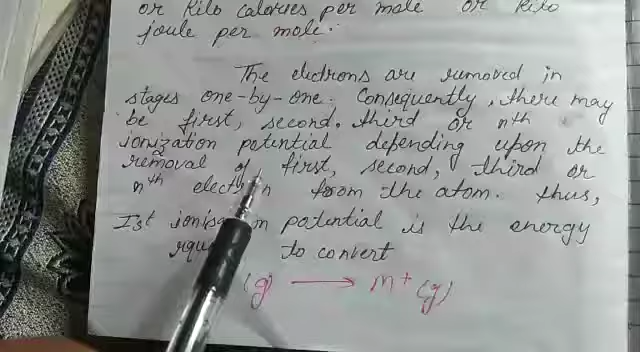 or Kilo calories per mole or Kilo
joule per mole.
The electrons are removed in
stages one-by-one. Consequently, there may
be first, second. third or nth
ionization potential depending upon the
removal of first, second, third or
nth from the atom. thus,
Ist potential is the energy
to convert
(g) ⟶ M+ (g)